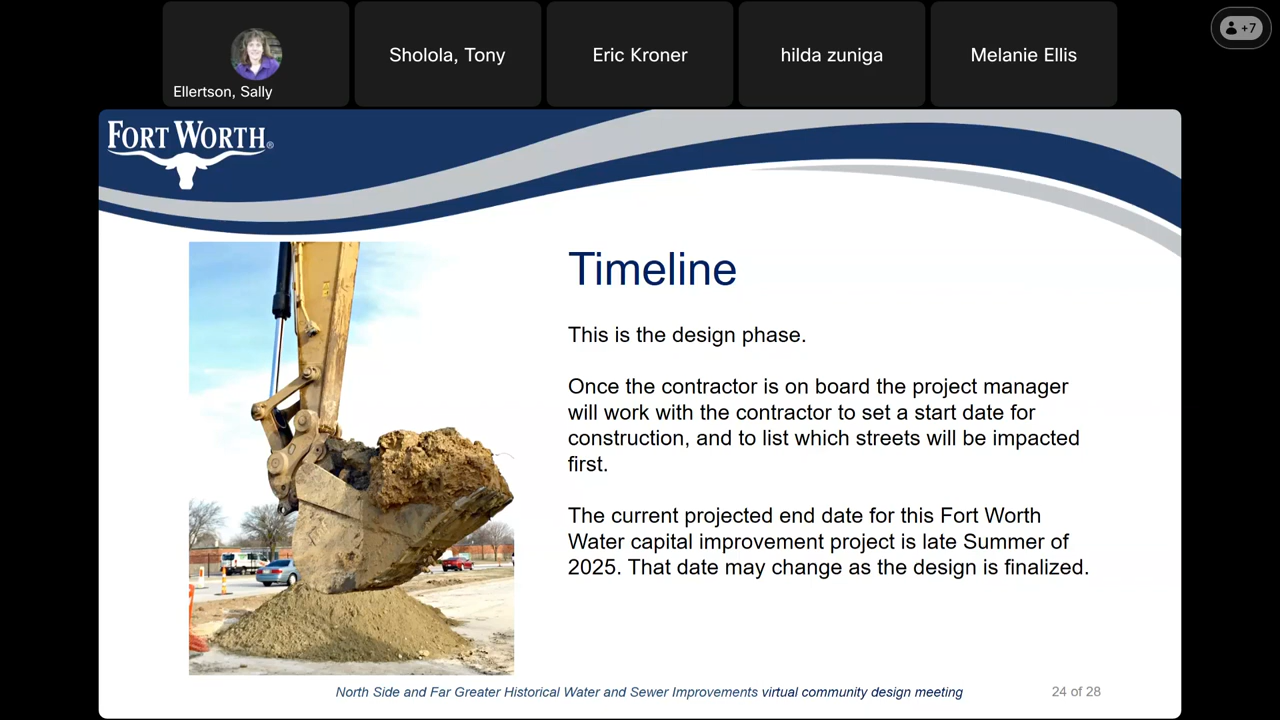 Ellertson, Sally
Sholola, Tony
Eric Kroner
hilda zuniga
Melanie Ellis
+7
FORT WORTH®
Timeline
This is the design phase.
Once the contractor is on board the project manager
will work with the contractor to set a start date for
construction, and to list which streets will be impacted
first.
The current projected end date for this Fort Worth
Water capital improvement project is late Summer of
2025. That date may change as the design is finalized.
North Side and Far Greater Historical Water and Sewer Improvements virtual community design meeting
24 of 28